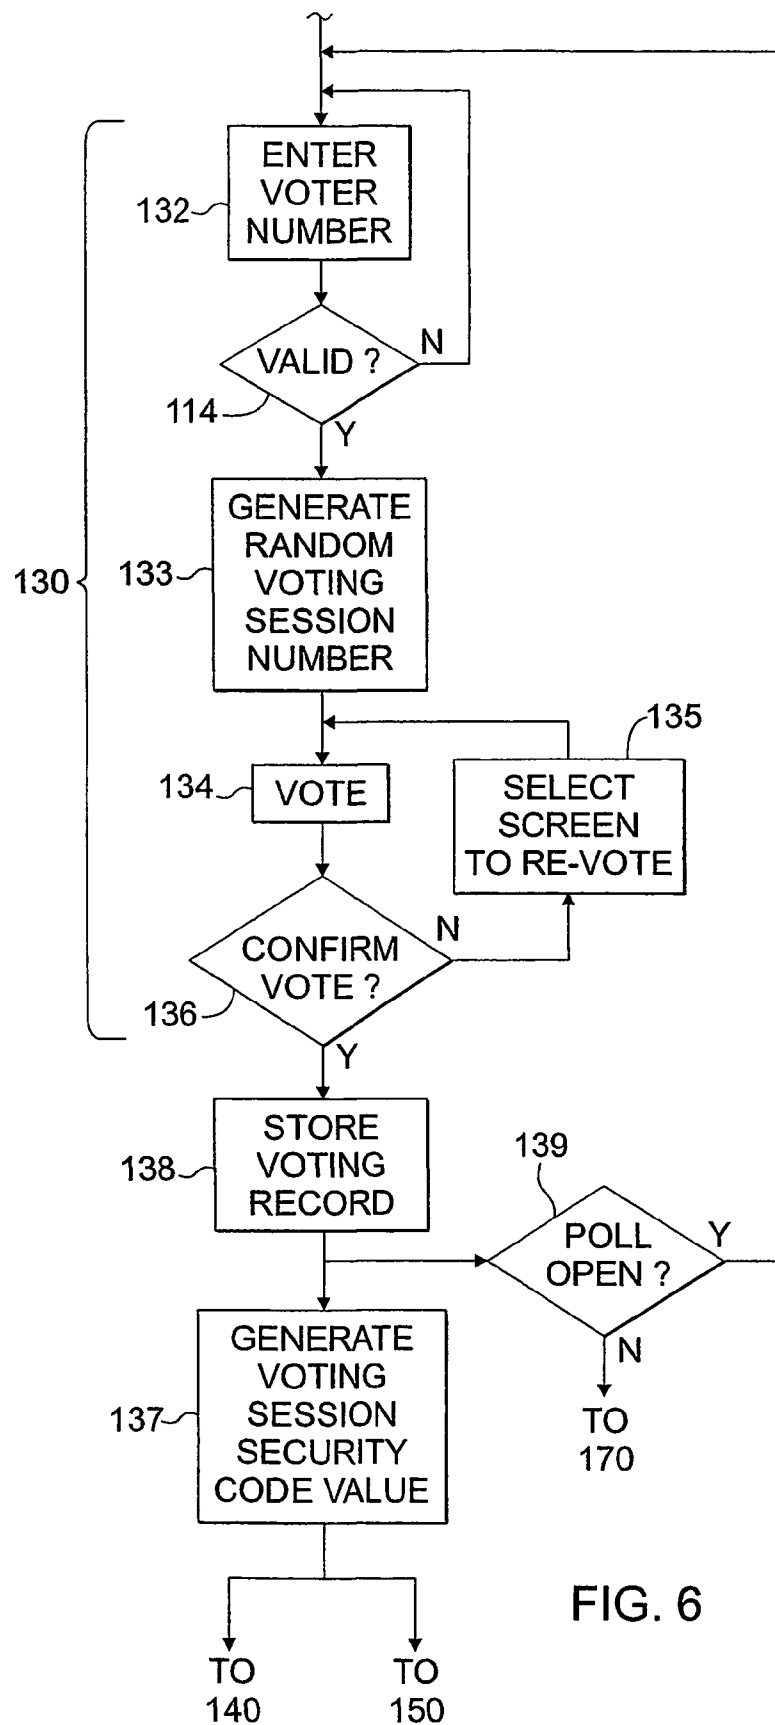 ENTER
VOTER
NUMBER
132
VALID ?
N
114
Y
130
133
GENERATE
RANDOM
VOTING
SESSION
NUMBER
135
134
VOTE
SELECT
SCREEN
TO RE-VOTE
N
CONFIRM
VOTE ?
136
Y
138
STORE
VOTING
RECORD
139
POLL
OPEN ?
Y
N
TO
170
137
GENERATE
VOTING
SESSION
SECURITY
CODE VALUE
FIG. 6
TO
140
TO
150